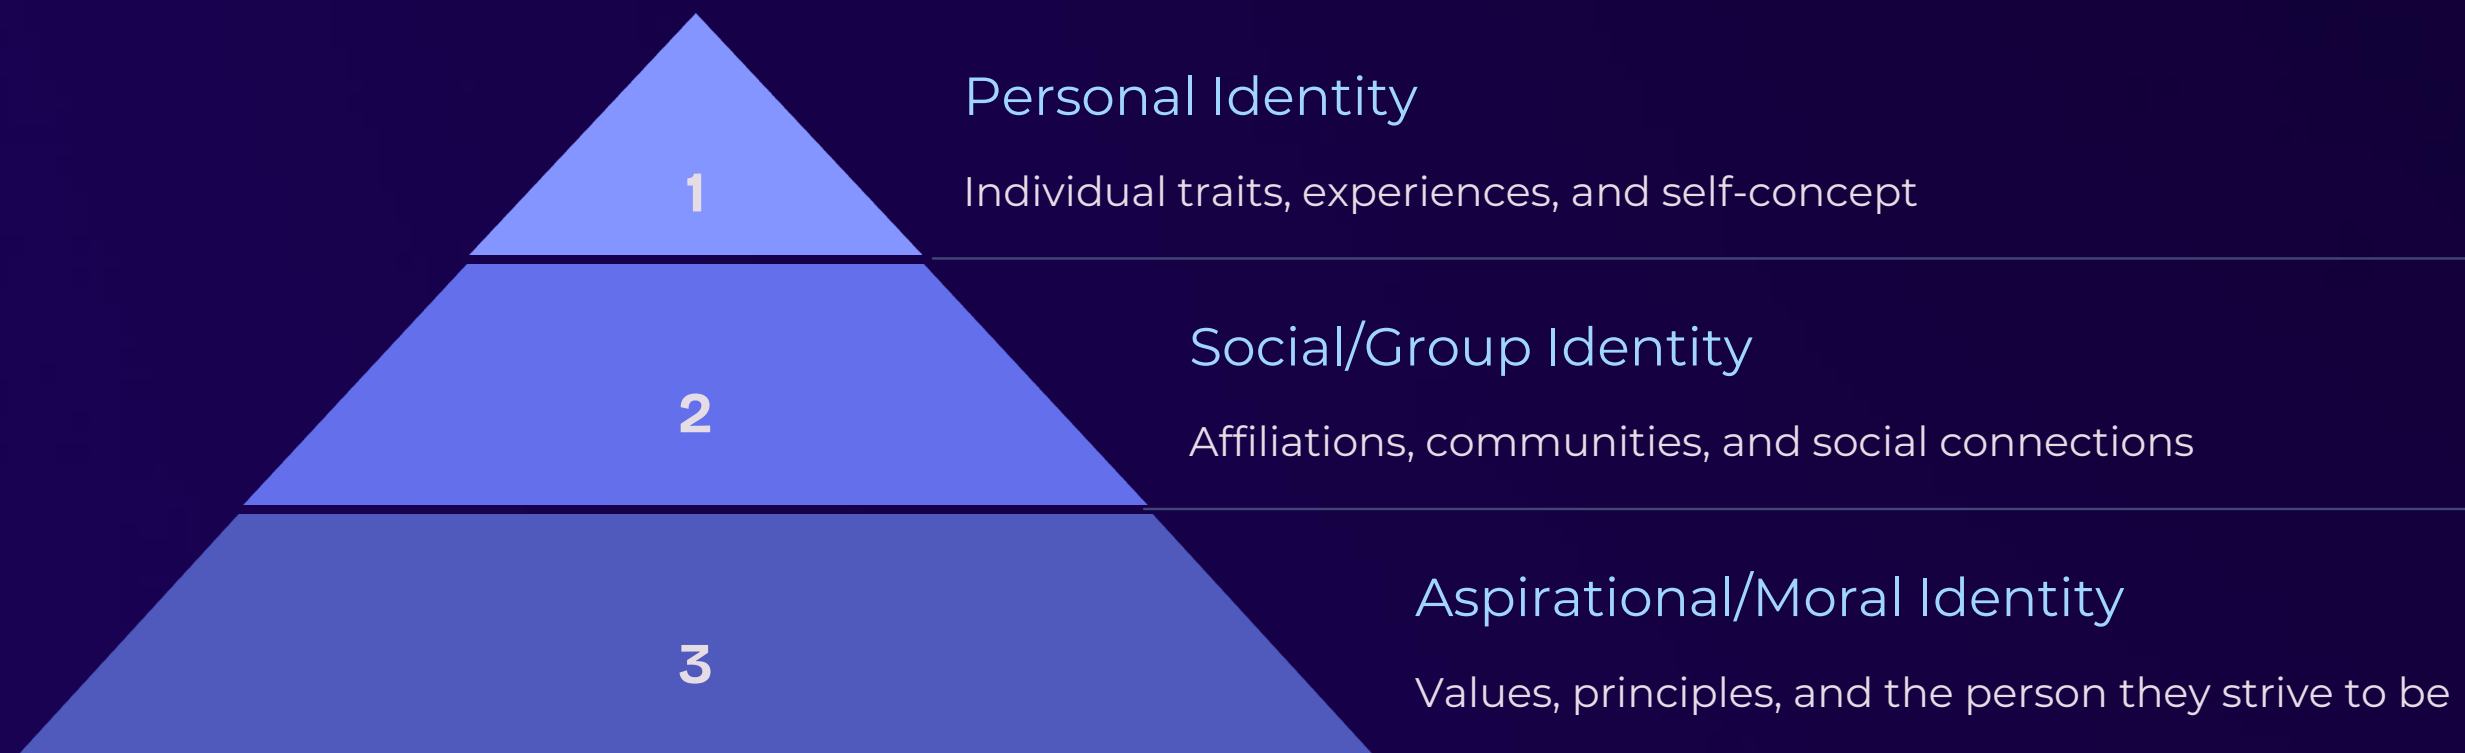 1
Personal Identity
Individual traits, experiences, and self-concept
2
Social/Group Identity
Affiliations, communities, and social connections
3
Aspirational/Moral Identity
Values, principles, and the person they strive to be